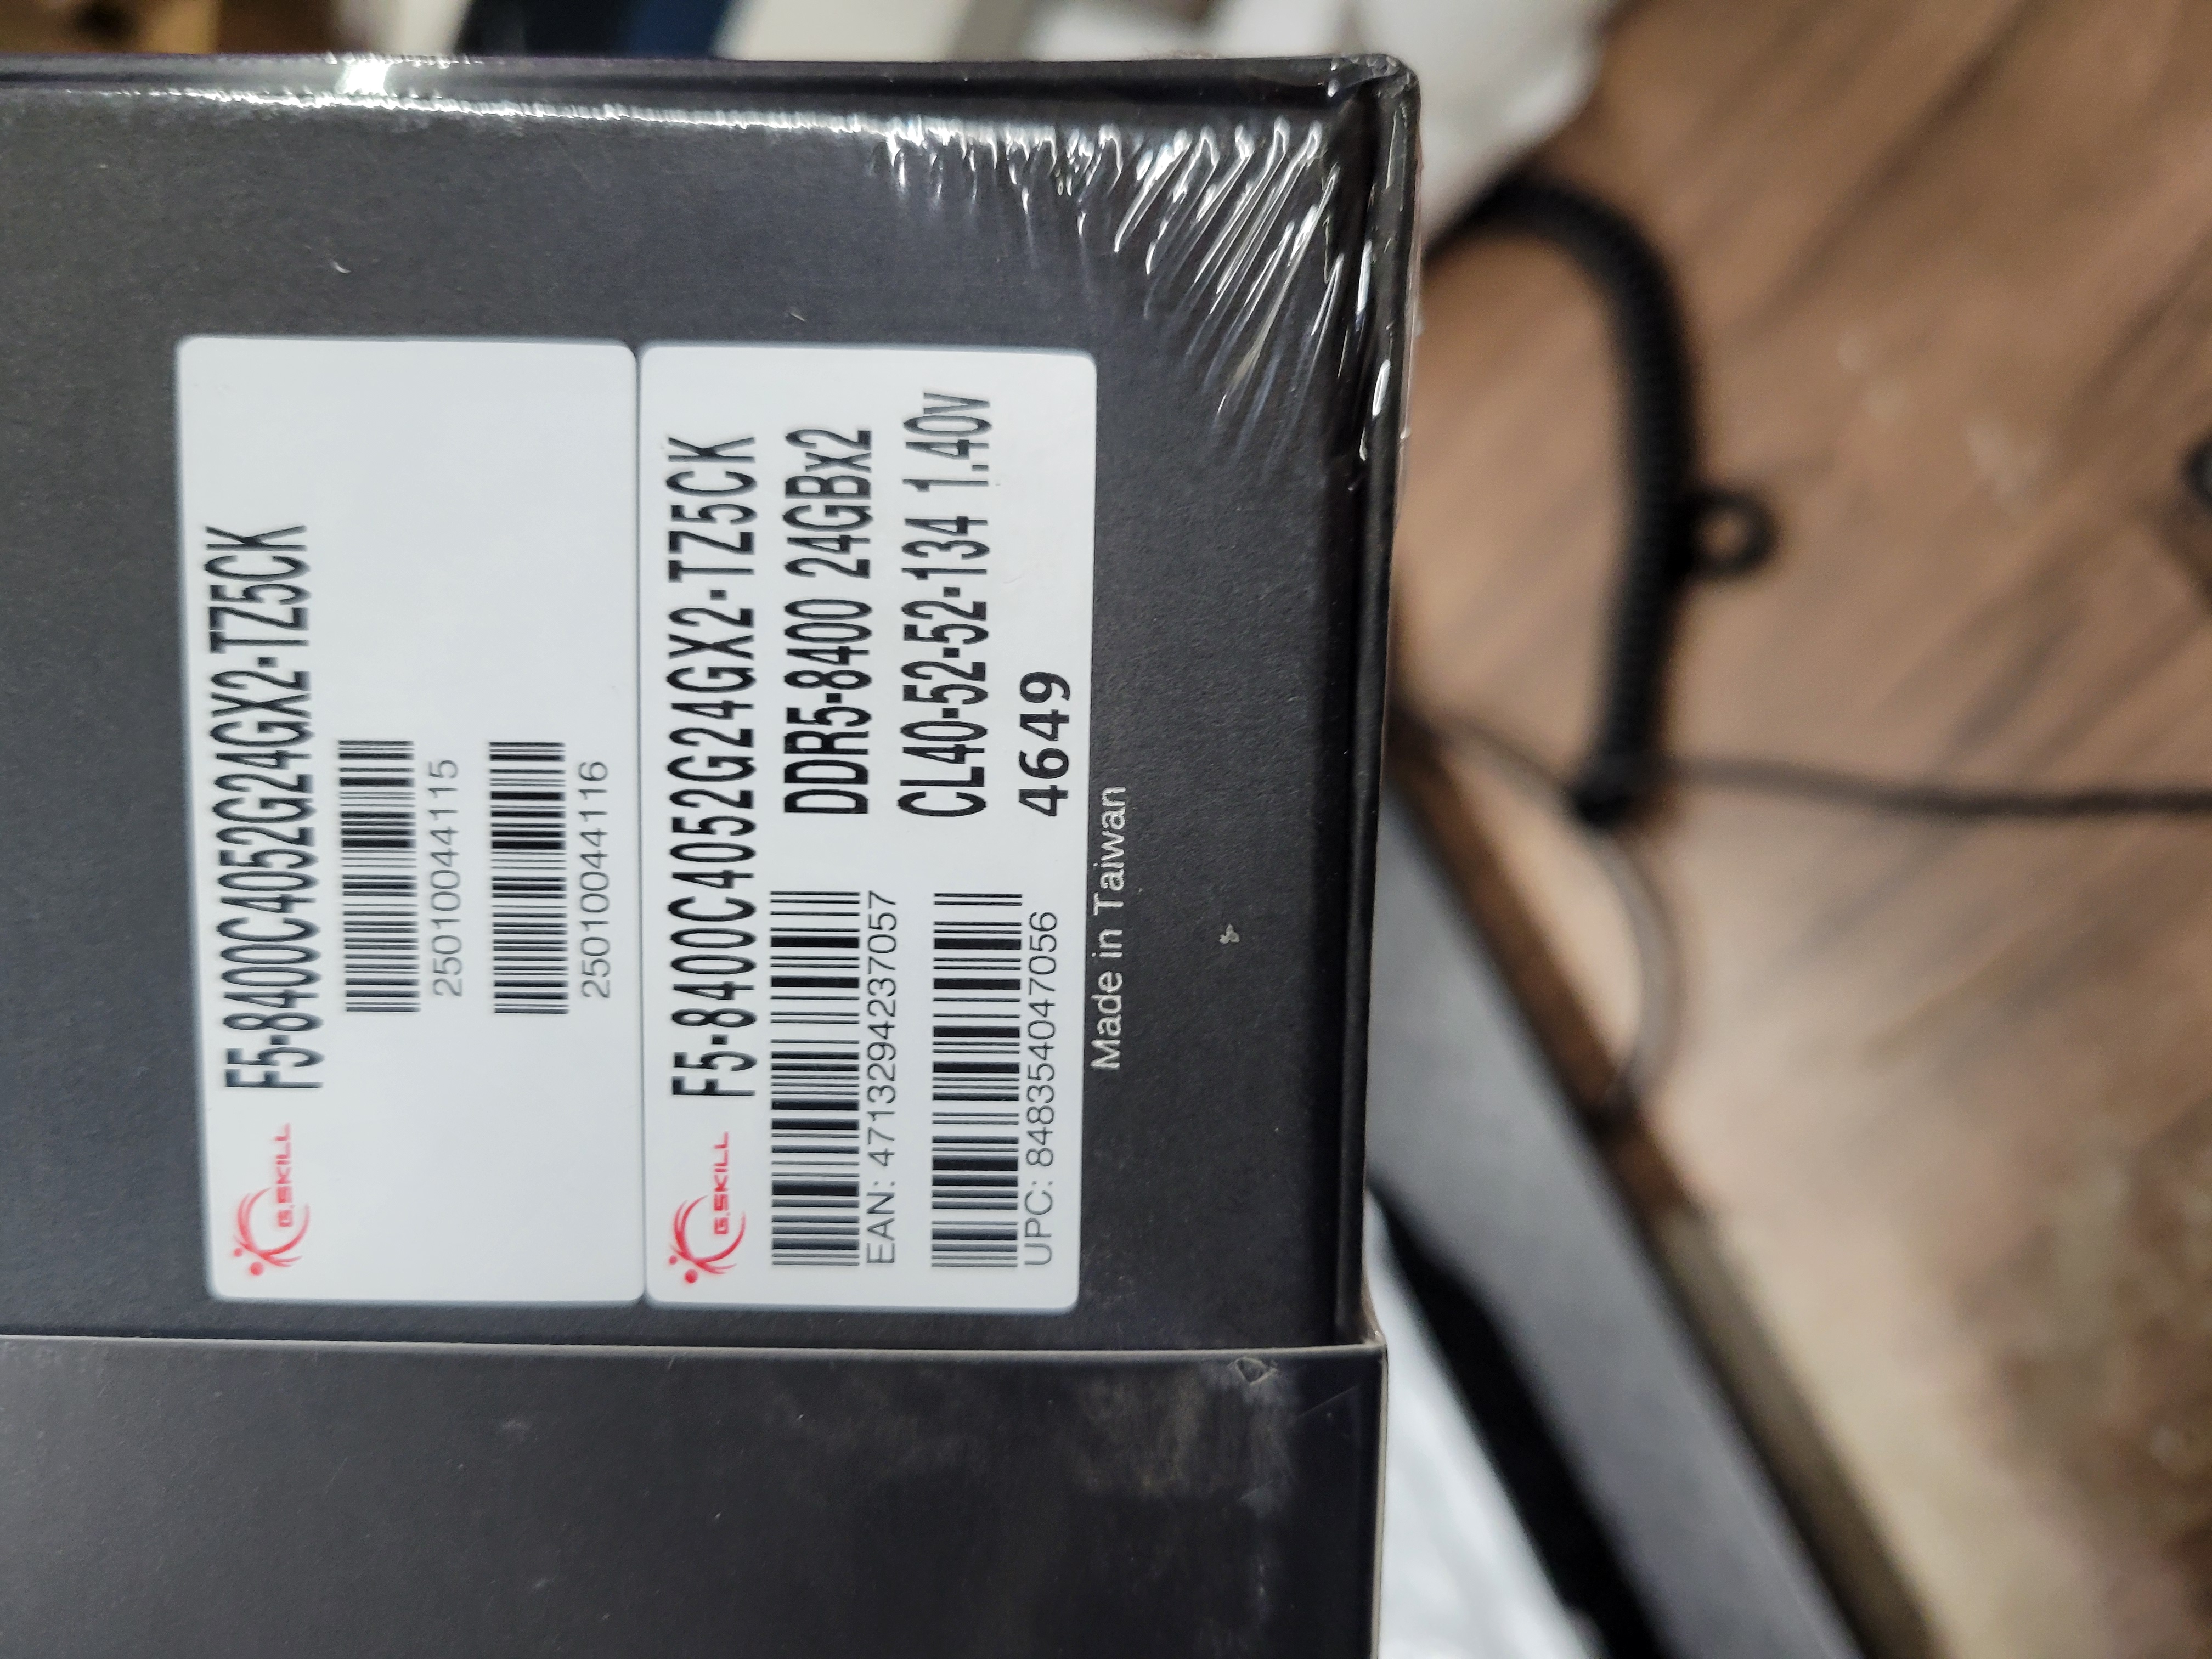 G.SKILL
F5-8400C4052G24GX2-TZ5CK
25010044115
25010044116
G.SKILL
F5-8400C4052G24GX2-TZ5CK
DDR5-8400 24GBx2
EAN: 4713294237057
CL40-52-52-134 1.40v
UPC: 848354047056
4649
Made in Taiwan